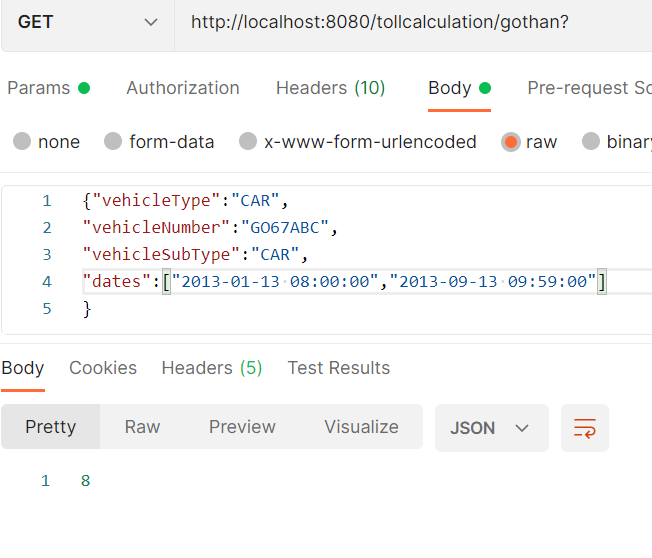 GET http://localhost:8080/tollcalculation/gothan?
Params Authorization Headers (10) Body Pre-request Sc
none form-data x-www-form-urlencoded raw binary
1 {"vehicleType":"CAR",
2 "vehicleNumber":"GO67ABC",
3 "vehicleSubType":"CAR",
4 "dates":["2013-01-13 08:00:00","2013-09-13 09:59:00"]
5 }
Body Cookies Headers (5) Test Results
Pretty Raw Preview Visualize JSON
1 8